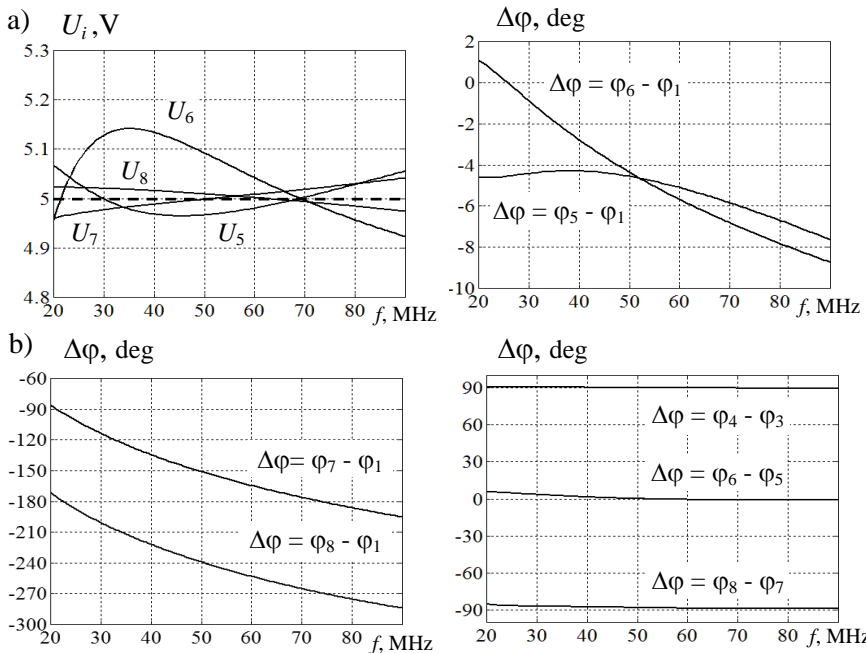 a) U_i ,V
5.3
5.2
5.1
5
4.9
4.8
20 30 40 50 60 70 80 f, MHz
U_6
U_8
U_7
U_5
Δφ, deg
2
0
-2
-4
-6
-8
-10
20 30 40 50 60 70 80 f, MHz
Δφ = φ_6 - φ_1
Δφ = φ_5 - φ_1
b) Δφ, deg
-60
-90
-120
-150
-180
-210
-240
-270
-300
20 30 40 50 60 70 80 f, MHz
Δφ= φ_7 - φ_1
Δφ = φ_8 - φ_1
Δφ, deg
90
60
30
0
-30
-60
-90
20 30 40 50 60 70 80 f, MHz
Δφ = φ_4 - φ_3
Δφ = φ_6 - φ_5
Δφ = φ_8 - φ_7